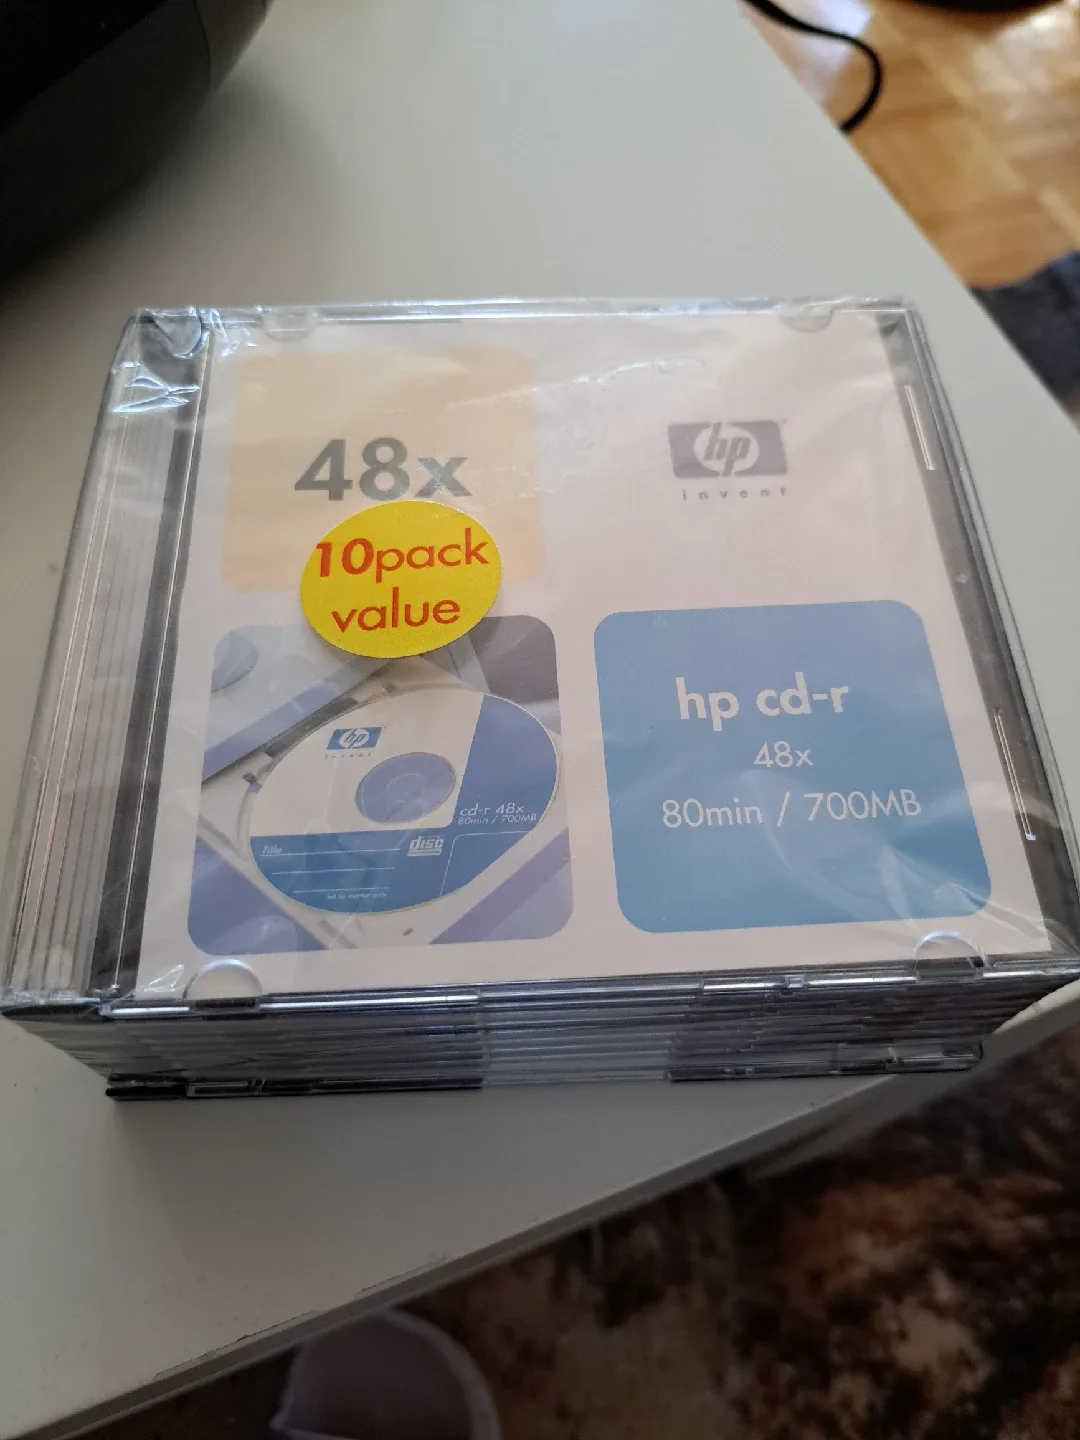 48x
hp
invent
10pack
value
hp cd-r
48x
80min / 700MB
hp
invent
cd-r 48x
80min / 700MB
Title
disc